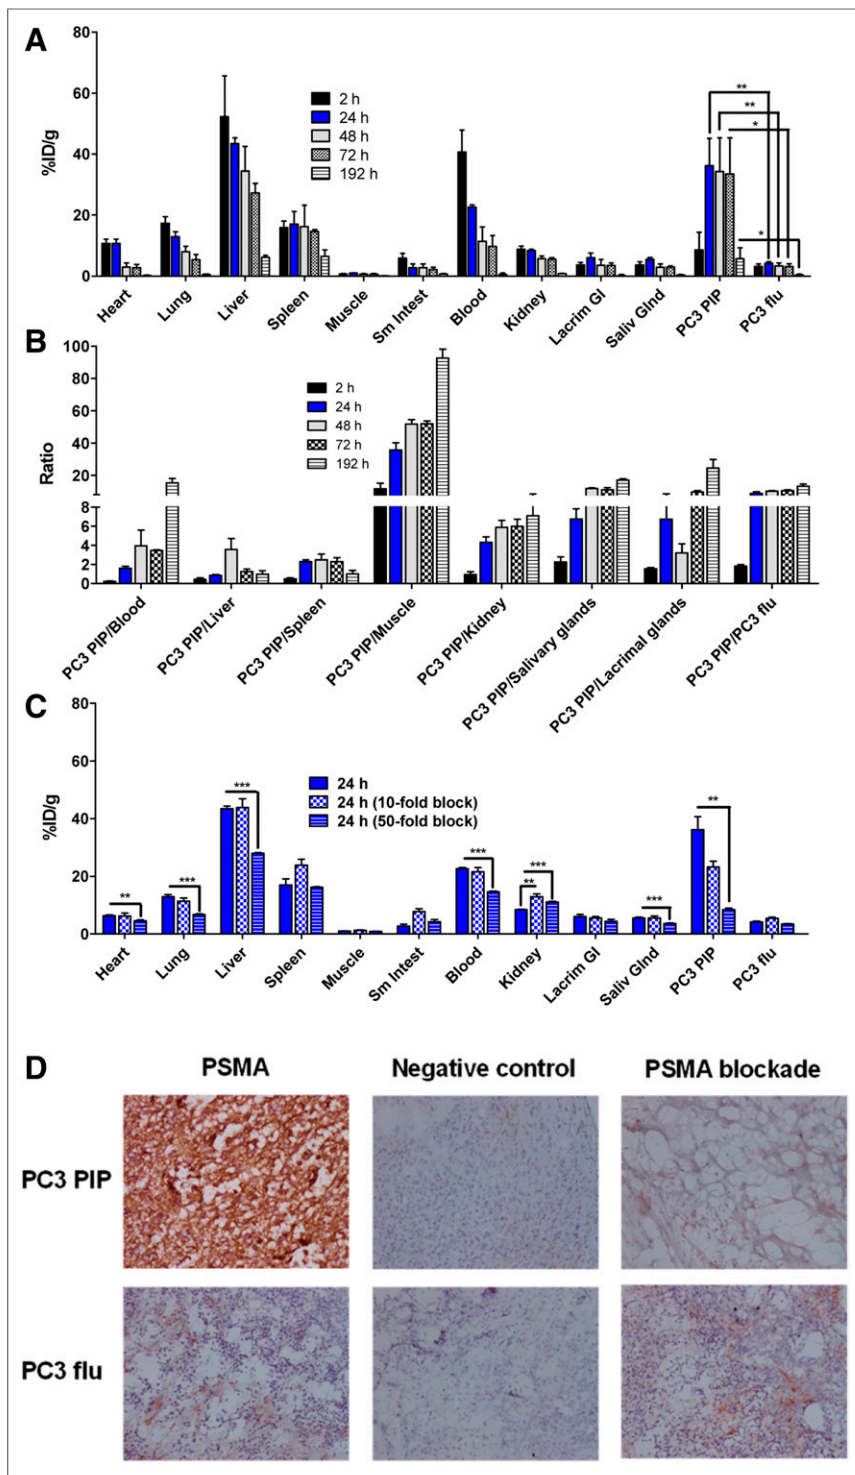 A
80
60
40
20
0
%ID/g
2 h
24 h
48 h
72 h
192 h
**
**
*
*
Heart
Lung
Liver
Spleen
Muscle
Sm Intest
Blood
Kidney
Lacrim Gl
Saliv Glnd
PC3 PIP
PC3 flu
B
100
80
60
40
20
8
6
4
2
0
Ratio
2 h
24 h
48 h
72 h
192 h
PC3 PIP/Blood
PC3 PIP/Liver
PC3 PIP/Spleen
PC3 PIP/Muscle
PC3 PIP/Kidney
PC3 PIP/Salivary glands
PC3 PIP/Lacrimal glands
PC3 PIP/PC3 flu
C
80
60
40
20
0
%ID/g
24 h
24 h (10-fold block)
24 h (50-fold block)
**
***
***
***
**
***
***
**
Heart
Lung
Liver
Spleen
Muscle
Sm Intest
Blood
Kidney
Lacrim Gl
Saliv Glnd
PC3 PIP
PC3 flu
D
PSMA
Negative control
PSMA blockade
PC3 PIP
PC3 flu